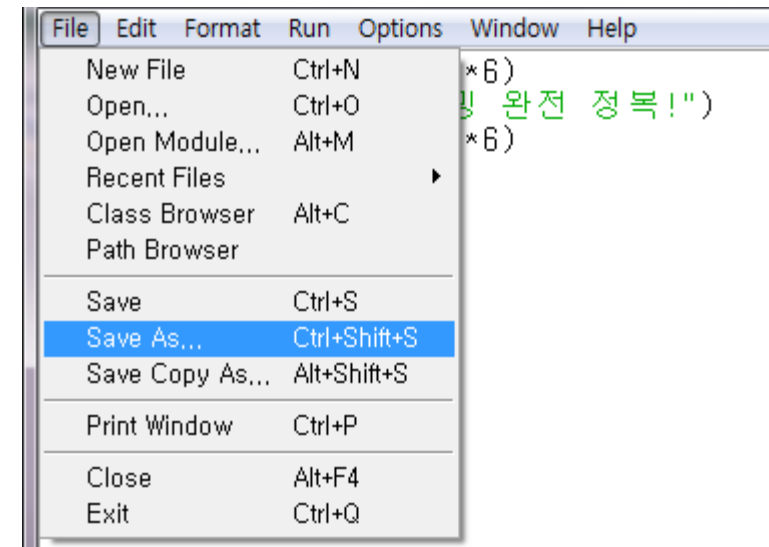 File Edit Format Run Options Window Help
New File Ctrl+N *6)
Open... Ctrl+O 완전 정복!")
Open Module... Alt+M *6)
Recent Files
Class Browser Alt+C
Path Browser
Save Ctrl+S
Save As... Ctrl+Shift+S
Save Copy As... Alt+Shift+S
Print Window Ctrl+P
Close Alt+F4
Exit Ctrl+Q